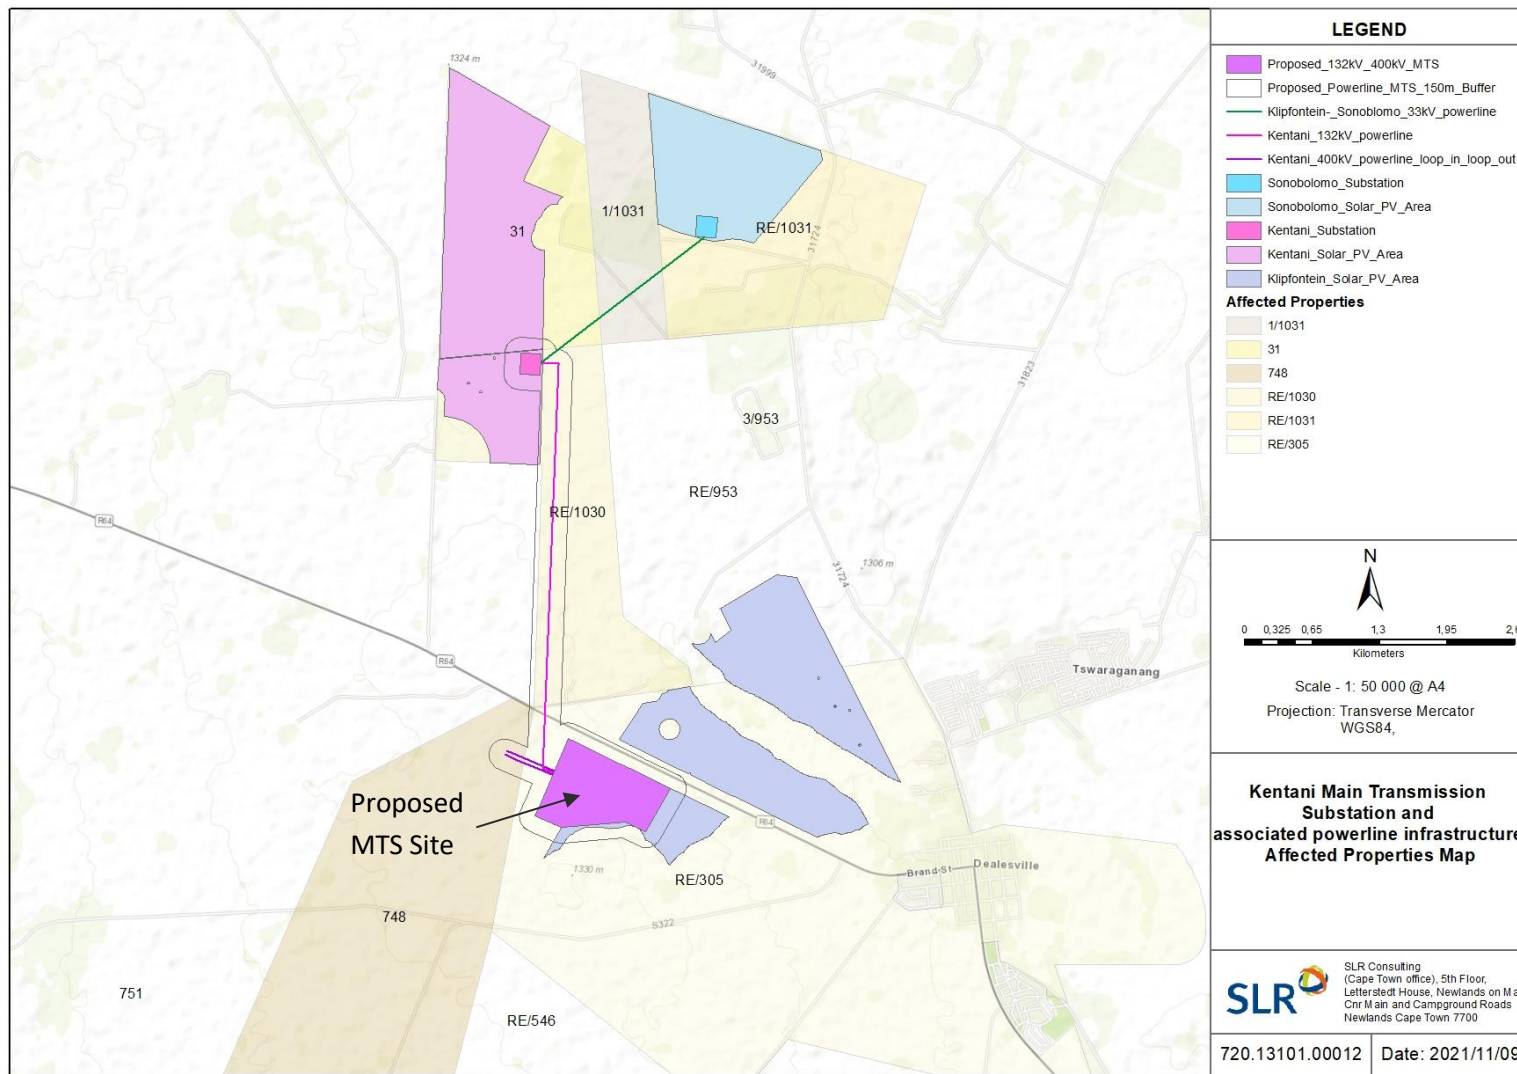 1324 m
31999
1/1031
31
RE/1031
31724
31823
3/953
RE/953
R64
RE/1030
1306 m
31724
R64
Tswaraganang
Proposed
MTS Site
R64
Brand-St
Dealesville
1330 m
RE/305
748
S322
751
RE/546
LEGEND
Proposed_132kV_400kV_MTS
Proposed_Powerline_MTS_150m_Buffer
Klipfontein-_Sonoblomo_33kV_powerline
Kentani_132kV_powerline
Kentani_400kV_powerline_loop_in_loop_out
Sonobolomo_Substation
Sonobolomo_Solar_PV_Area
Kentani_Substation
Kentani_Solar_PV_Area
Klipfontein_Solar_PV_Area
Affected Properties
1/1031
31
748
RE/1030
RE/1031
RE/305
N
0 0,325 0,65 1,3 1,95 2,6
Kilometers
Scale - 1: 50 000 @ A4
Projection: Transverse Mercator
WGS84,
Kentani Main Transmission
Substation and
associated powerline infrastructure
Affected Properties Map
SLR
SLR Consulting
(Cape Town office), 5th Floor,
Letterstedt House, Newlands on Ma
Cnr Main and Campground Roads
Newlands Cape Town 7700
720.13101.00012
Date: 2021/11/09